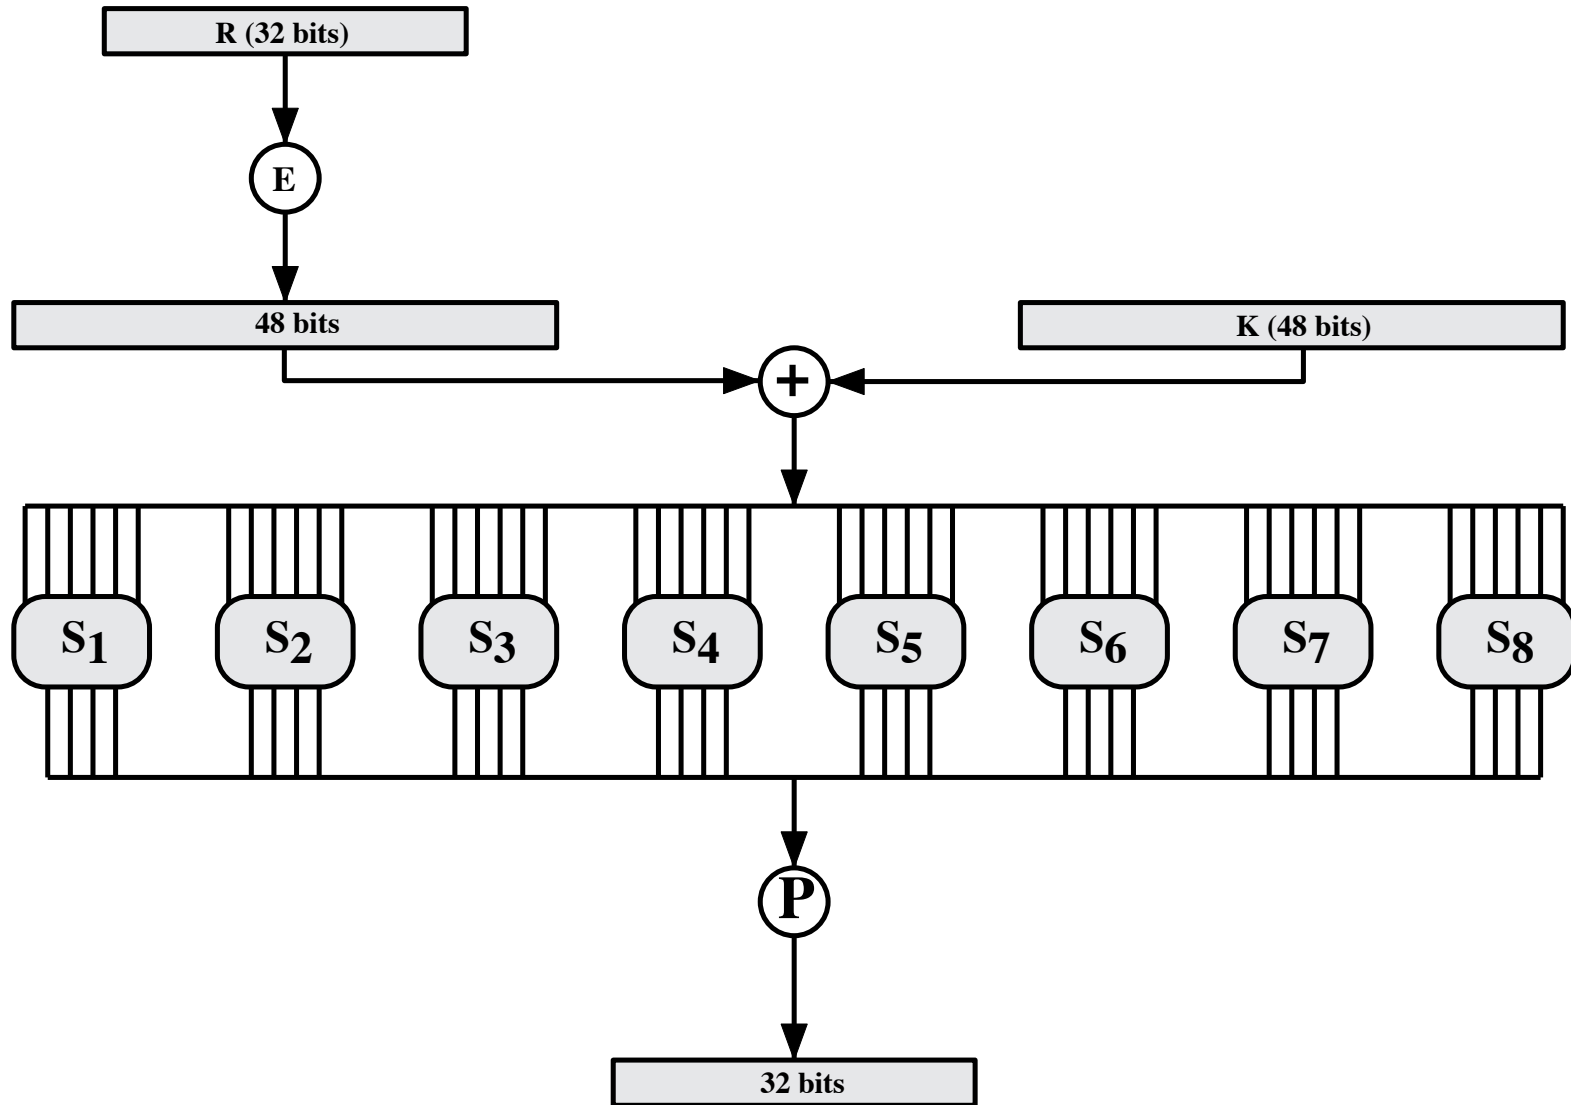 R (32 bits)
E
48 bits
K (48 bits)
+
S1 S2 S3 S4 S5 S6 S7 S8
P
32 bits